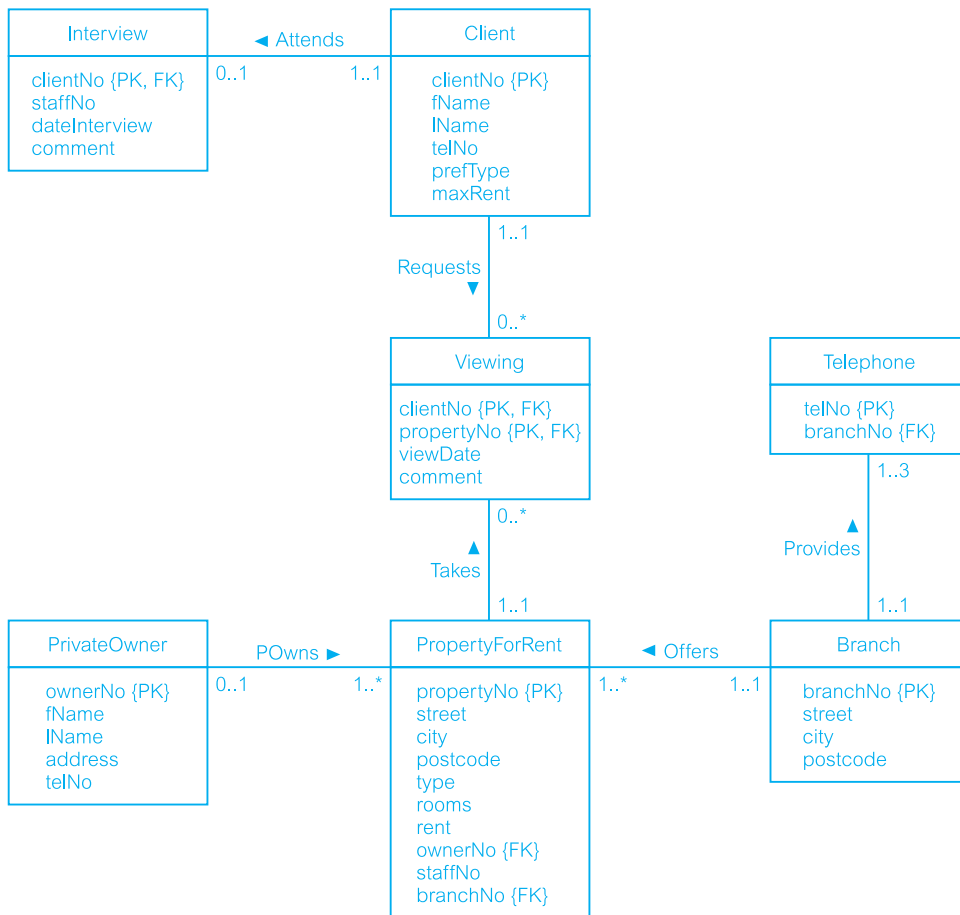 Interview
clientNo {PK, FK}
staffNo
dateInterview
comment
◄ Attends
0..1
1..1
Client
clientNo {PK}
fName
lName
telNo
prefType
maxRent
1..1
Requests
▼
0..*
Viewing
clientNo {PK, FK}
propertyNo {PK, FK}
viewDate
comment
0..*
▲
Takes
1..1
Telephone
telNo {PK}
branchNo {FK}
1..3
▲
Provides
1..1
PrivateOwner
ownerNo {PK}
fName
lName
address
telNo
POwns ►
0..1
1..*
PropertyForRent
propertyNo {PK}
street
city
postcode
type
rooms
rent
ownerNo {FK}
staffNo
branchNo {FK}
◄ Offers
1..*
1..1
Branch
branchNo {PK}
street
city
postcode